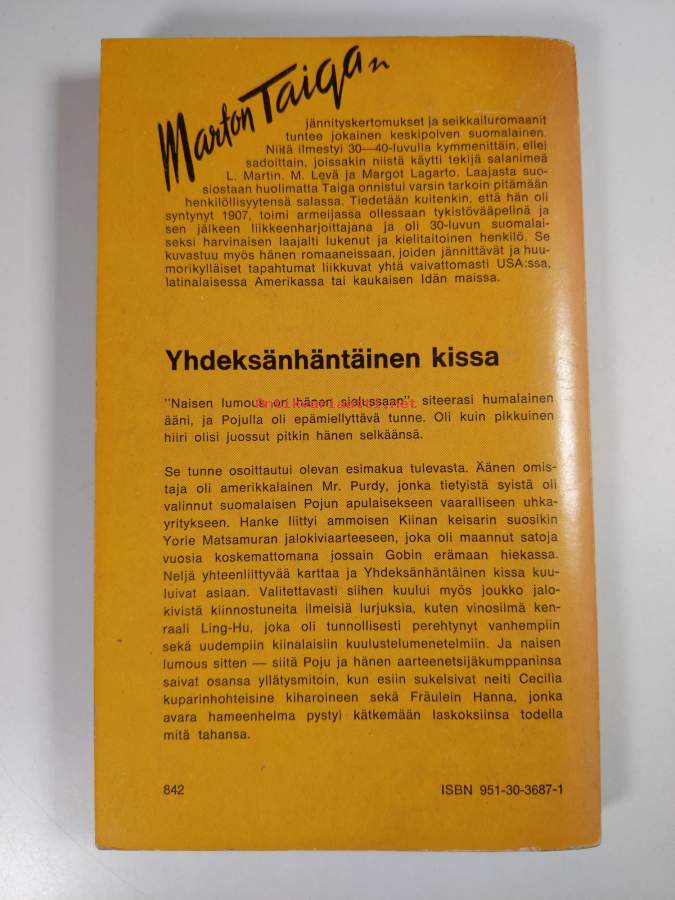 Marton Taigan
jännityskertomukset ja seikkailuromaanit
tuntee jokainen keskipolven suomalainen.
Niitä ilmestyi 30—40-luvulla kymmenittäin, ellei
sadoittain, joissakin niistä käytti tekijä salanimeä
L. Martin. M. Levä ja Margot Lagarto. Laajasta suo-
siostaan huolimatta Taiga onnistui varsin tarkoin pitämään
henkilöllisyytensä salassa. Tiedetään kuitenkin, että hän oli
syntynyt 1907, toimi armeijassa ollessaan tykistövääpelinä ja
sen jälkeen liikkeenharjoittajana ja oli 30-luvun suomalai-
seksi harvinaisen laajalti lukenut ja kielitaitoinen henkilö. Se
kuvastuu myös hänen romaaneissaan, joiden jännittävät ja huu-
morikylläiset tapahtumat liikkuvat yhtä vaivattomasti USA:ssa,
latinalaisessa Amerikassa tai kaukaisen Idän maissa.
Yhdeksänhäntäinen kissa
"Naisen lumous on hänen sielussaan", siteerasi humalainen
Antikvariaatti.net
ääni, ja Pojulla oli epämiellyttävä tunne. Oli kuin pikkuinen
hiiri olisi juossut pitkin hänen selkäänsä.
Se tunne osoittautui olevan esimakua tulevasta. Äänen omis-
taja oli amerikkalainen Mr. Purdy, jonka tietyistä syistä oli
valinnut suomalaisen Pojun apulaisekseen vaaralliseen uhka-
yritykseen. Hanke liittyi ammoisen Kiinan keisarin suosikin
Yorie Matsamuran jalokiviaarteeseen, joka oli maannut satoja
vuosia koskemattomana jossain Gobin erämaan hiekassa.
Neljä yhteenliittyvää karttaa ja Yhdeksänhäntäinen kissa kuu-
luivat asiaan. Valitettavasti siihen kuului myös joukko jalo-
kivistä kiinnostuneita ilmeisiä lurjuksia, kuten vinosilmä ken-
raali Ling-Hu, joka oli tunnollisesti perehtynyt vanhempiin
sekä uudempiin kiinalaisiin kuulustelumenetelmiin. Ja naisen
lumous sitten — siitä Poju ja hänen aarteenetsijäkumppaninsa
saivat osansa yllätysmitoin, kun esiin sukelsivat neiti Cecilia
kuparinhohteisine kiharoineen sekä Fräulein Hanna, jonka
avara hameenhelma pystyi kätkemään laskoksiinsa todella
mitä tahansa.
842
ISBN 951-30-3687-1